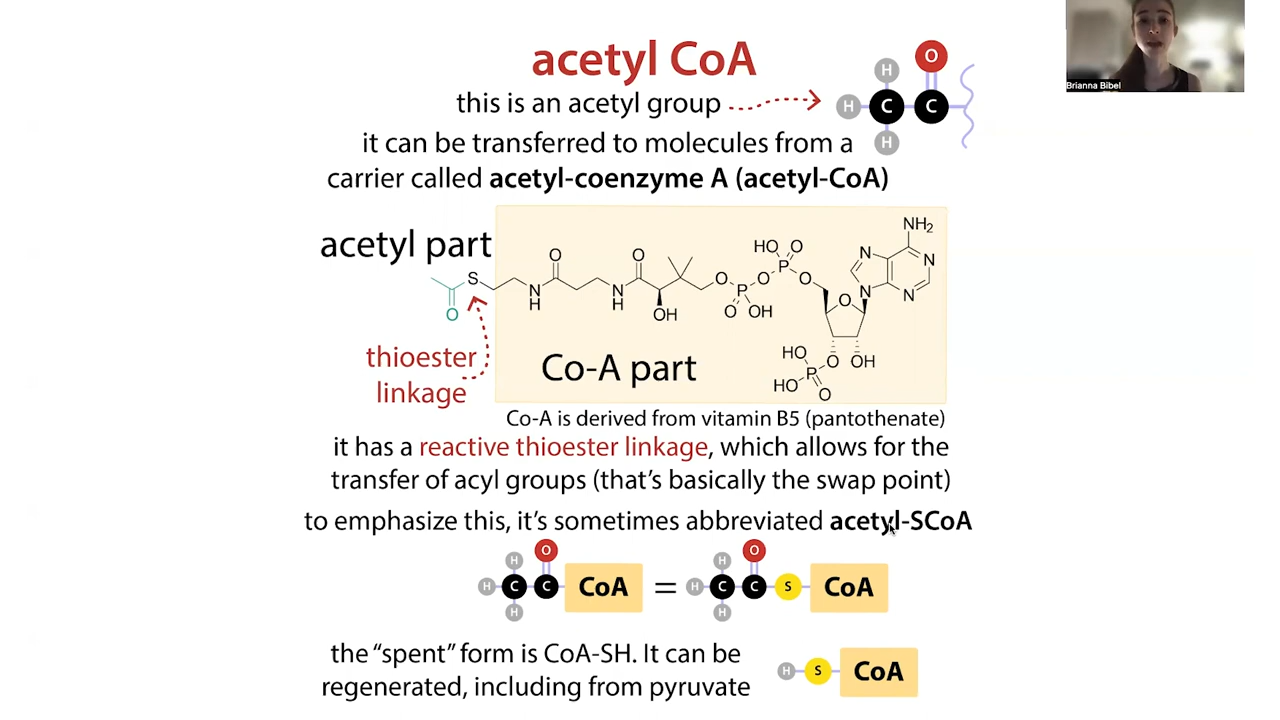 acetyl CoA
this is an acetyl group
H
H
H
C
C
O
Brianna Bibel
it can be transferred to molecules from a
carrier called acetyl-coenzyme A (acetyl-CoA)
acetyl part
O
S
O
N
H
O
N
H
OH
O
P
O
OH
O
HO
O
P
O
O
NH₂
N
N
N
N
HO
P
HO
O
O
OH
thioester
linkage
Co-A part
Co-A is derived from vitamin B5 (pantothenate)
it has a reactive thioester linkage, which allows for the
transfer of acyl groups (that's basically the swap point)
to emphasize this, it's sometimes abbreviated acetyl-SCoA
H
H
H
C
C
O
CoA
=
H
H
H
C
C
O
S
CoA
the "spent" form is CoA-SH. It can be
regenerated, including from pyruvate
H
S
CoA